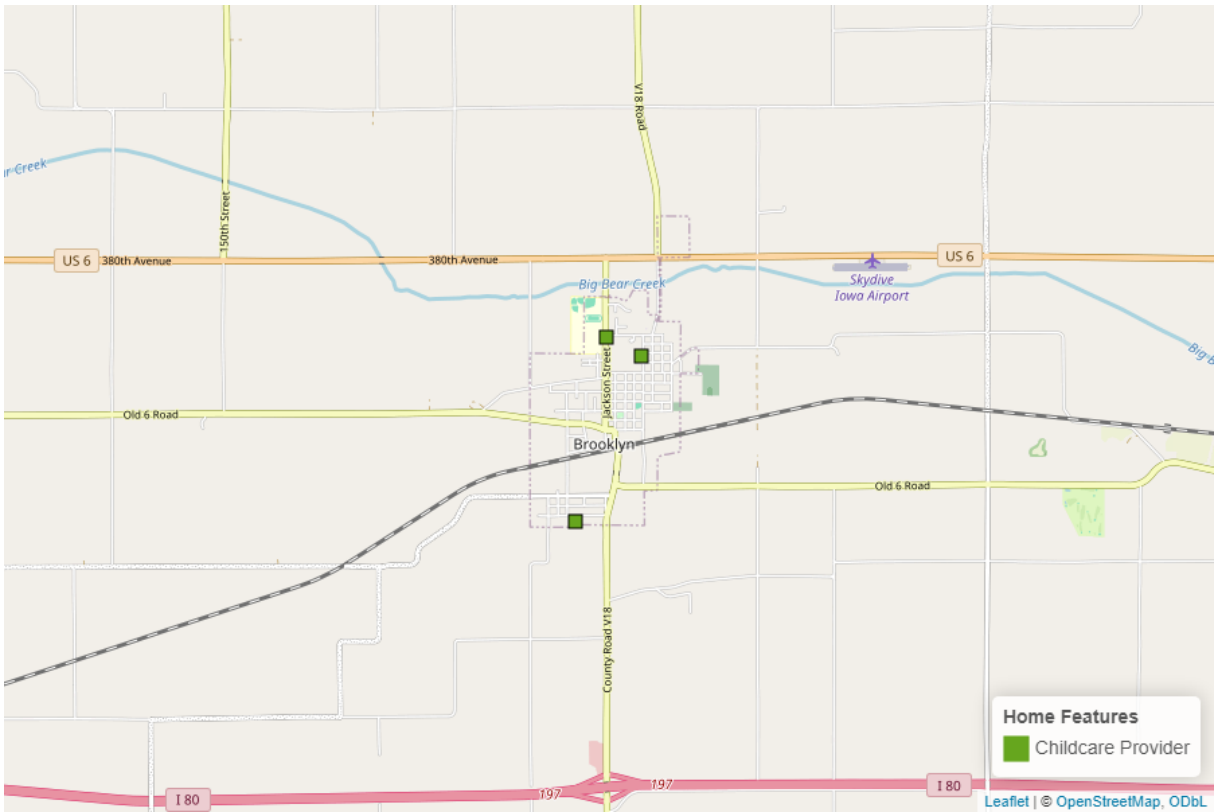 V18 Road
ar Creek
150th Street
US 6
380th Avenue
380th Avenue
US 6
Big Bear Creek
Skydive
Iowa Airport
Big B
Jackson Street
Old 6 Road
Brooklyn
Old 6 Road
County Road V18
Home Features
Childcare Provider
I 80
197
197
I 80
Leaflet | © OpenStreetMap, ODbL